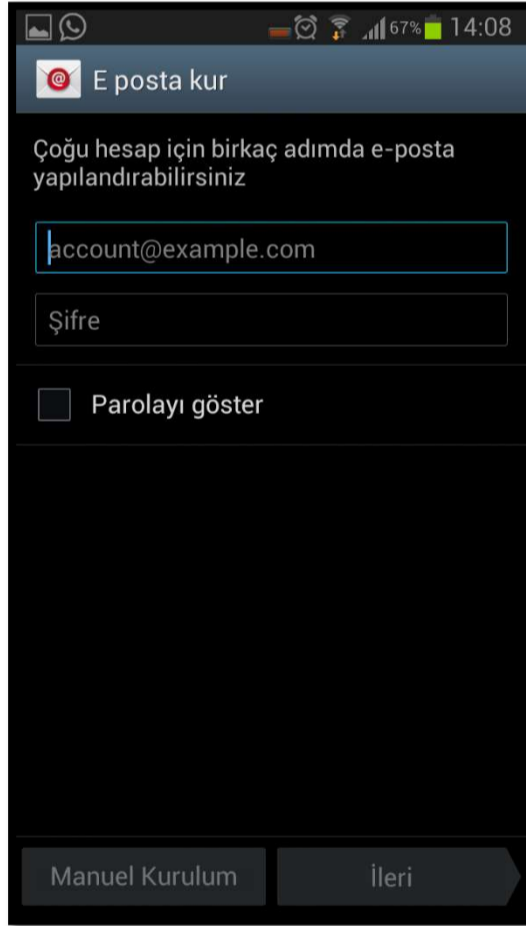 67% 14:08
E posta kur
Çoğu hesap için birkaç adımda e-posta
yapılandırabilirsiniz
account@example.com
Şifre
Parolayı göster
Manuel Kurulum
İleri